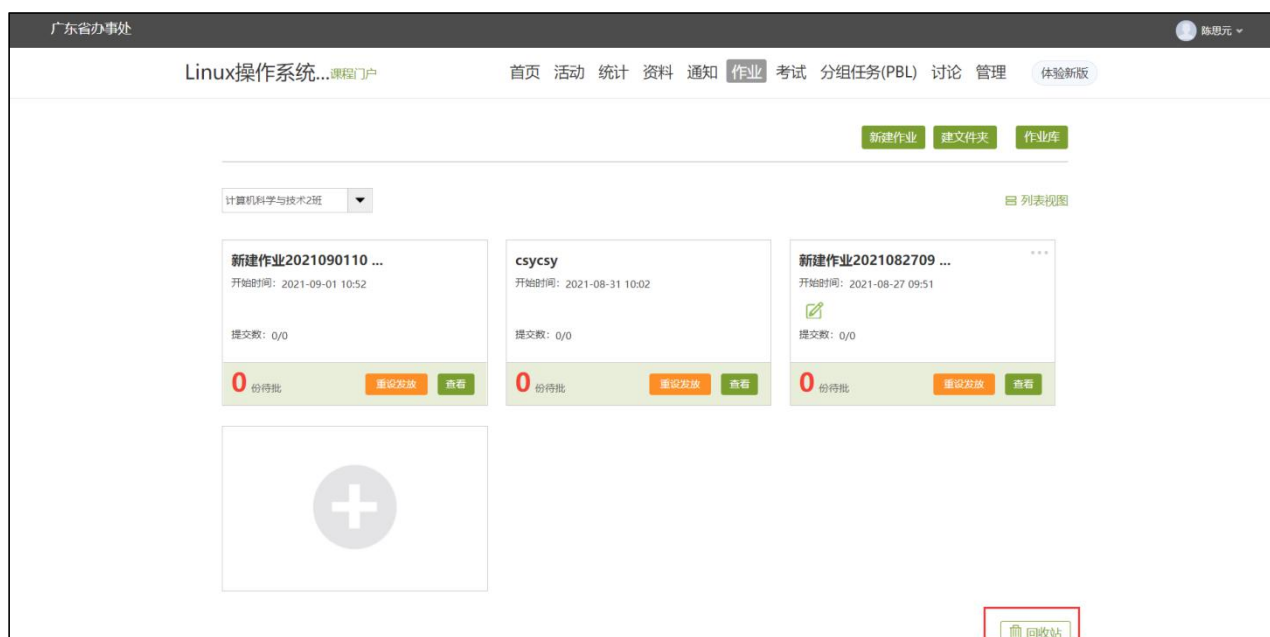 广东省办事处
陈思元
Linux操作系统...课程门户
首页 活动 统计 资料 通知 作业 考试 分组任务(PBL) 讨论 管理 体验新版
新建作业 建文件夹 作业库
计算机科学与技术2班
列表视图
新建作业2021090110 ...
开始时间：2021-09-01 10:52
提交数：0/0
0 份待批 重设发放 查看
csycsy
开始时间：2021-08-31 10:02
提交数：0/0
0 份待批 重设发放 查看
新建作业2021082709 ...
开始时间：2021-08-27 09:51
提交数：0/0
0 份待批 重设发放 查看
回收站